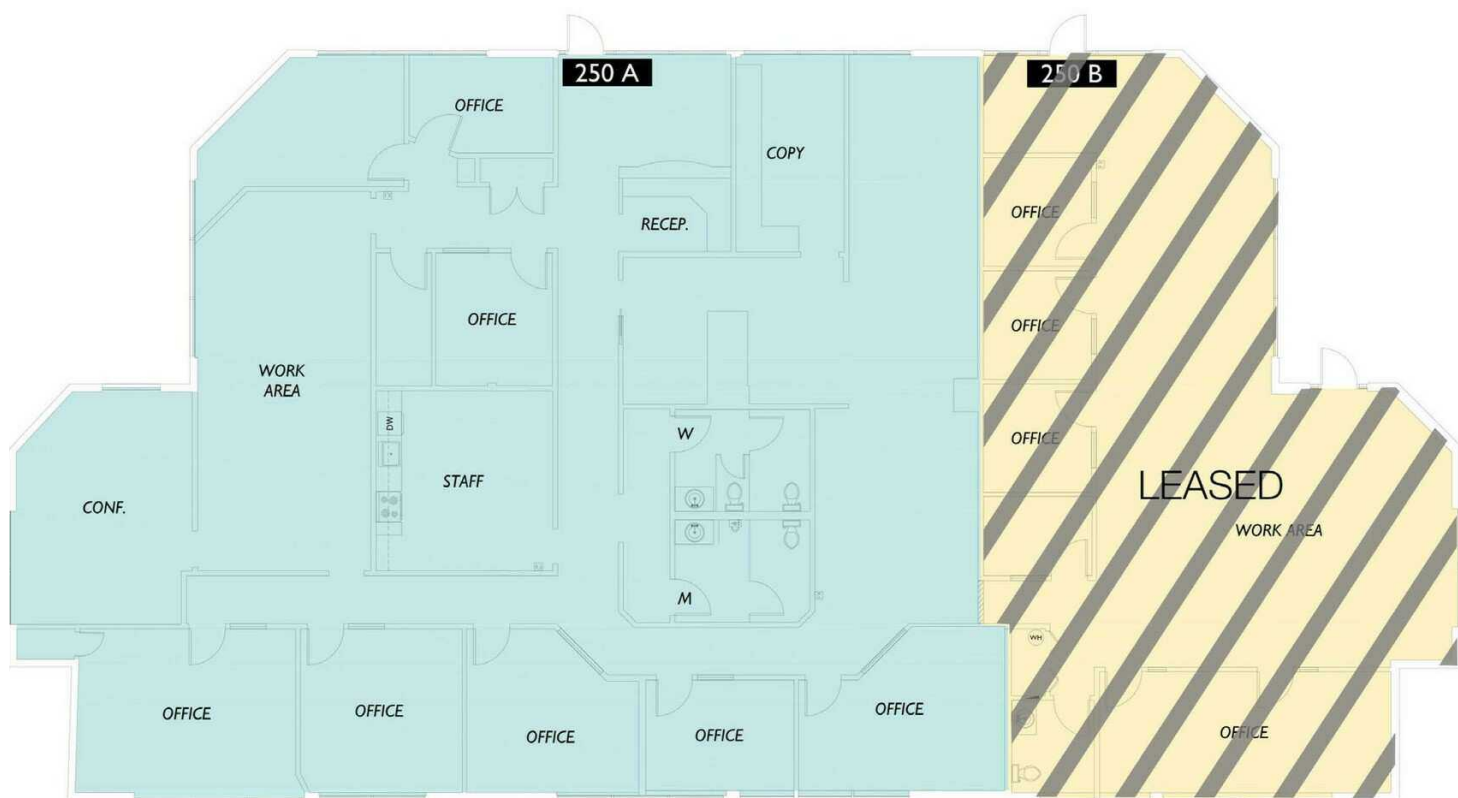 250 A
250 B
OFFICE
COPY
OFFICE
RECEP.
OFFICE
OFFICE
WORK
AREA
DW
W
OFFICE
STAFF
LEASED
CONF.
WORK AREA
M
WH
OFFICE
OFFICE
OFFICE
OFFICE
OFFICE
OFFICE